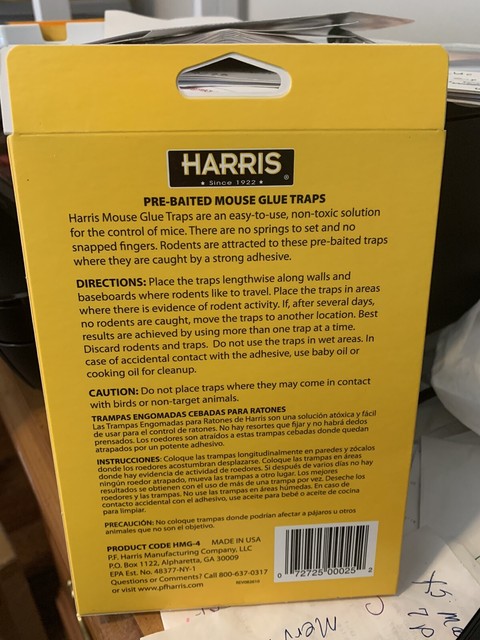 HARRIS
★ Since 1922 ★ ®
PRE-BAITED MOUSE GLUE TRAPS
Harris Mouse Glue Traps are an easy-to-use, non-toxic solution
for the control of mice. There are no springs to set and no
snapped fingers. Rodents are attracted to these pre-baited traps
where they are caught by a strong adhesive.
DIRECTIONS: Place the traps lengthwise along walls and
baseboards where rodents like to travel. Place the traps in areas
where there is evidence of rodent activity. If, after several days,
no rodents are caught, move the traps to another location. Best
results are achieved by using more than one trap at a time.
Discard rodents and traps. Do not use the traps in wet areas. In
case of accidental contact with the adhesive, use baby oil or
cooking oil for cleanup.
CAUTION: Do not place traps where they may come in contact
with birds or non-target animals.
TRAMPAS ENGOMADAS CEBADAS PARA RATONES
Las Trampas Engomadas para Ratones de Harris son una solución atóxica y fácil
de usar para el control de ratones. No hay resortes que fijar y no habrá dedos
prensados. Los roedores son atraídos a estas trampas cebadas donde quedan
atrapados por un potente adhesivo.
INSTRUCCIONES: Coloque las trampas longitudinalmente en paredes y zócalos
donde los roedores acostumbran desplazarse. Coloque las trampas en áreas
donde hay evidencia de actividad de roedores. Si después de varios días no hay
ningún roedor atrapado, mueva las trampas a otro lugar. Los mejores
resultados se obtienen con el uso de más de una trampa por vez. Deseche los
roedores y las trampas. No use las trampas en áreas húmedas. En caso de
contacto accidental con el adhesivo, use aceite para bebé o aceite de cocina
para limpiar.
PRECAUCIÓN: No coloque trampas donde podrían afectar a pájaros u otros
animales que no son el objetivo.
PRODUCT CODE HMG-4 MADE IN USA
P.F. Harris Manufacturing Company, LLC
P.O. Box 1122, Alpharetta, GA 30009
EPA Est. No. 48377-NY-1
Questions or Comments? Call 800-637-0317
or visit www.pfharris.com
0 72725 00025 2